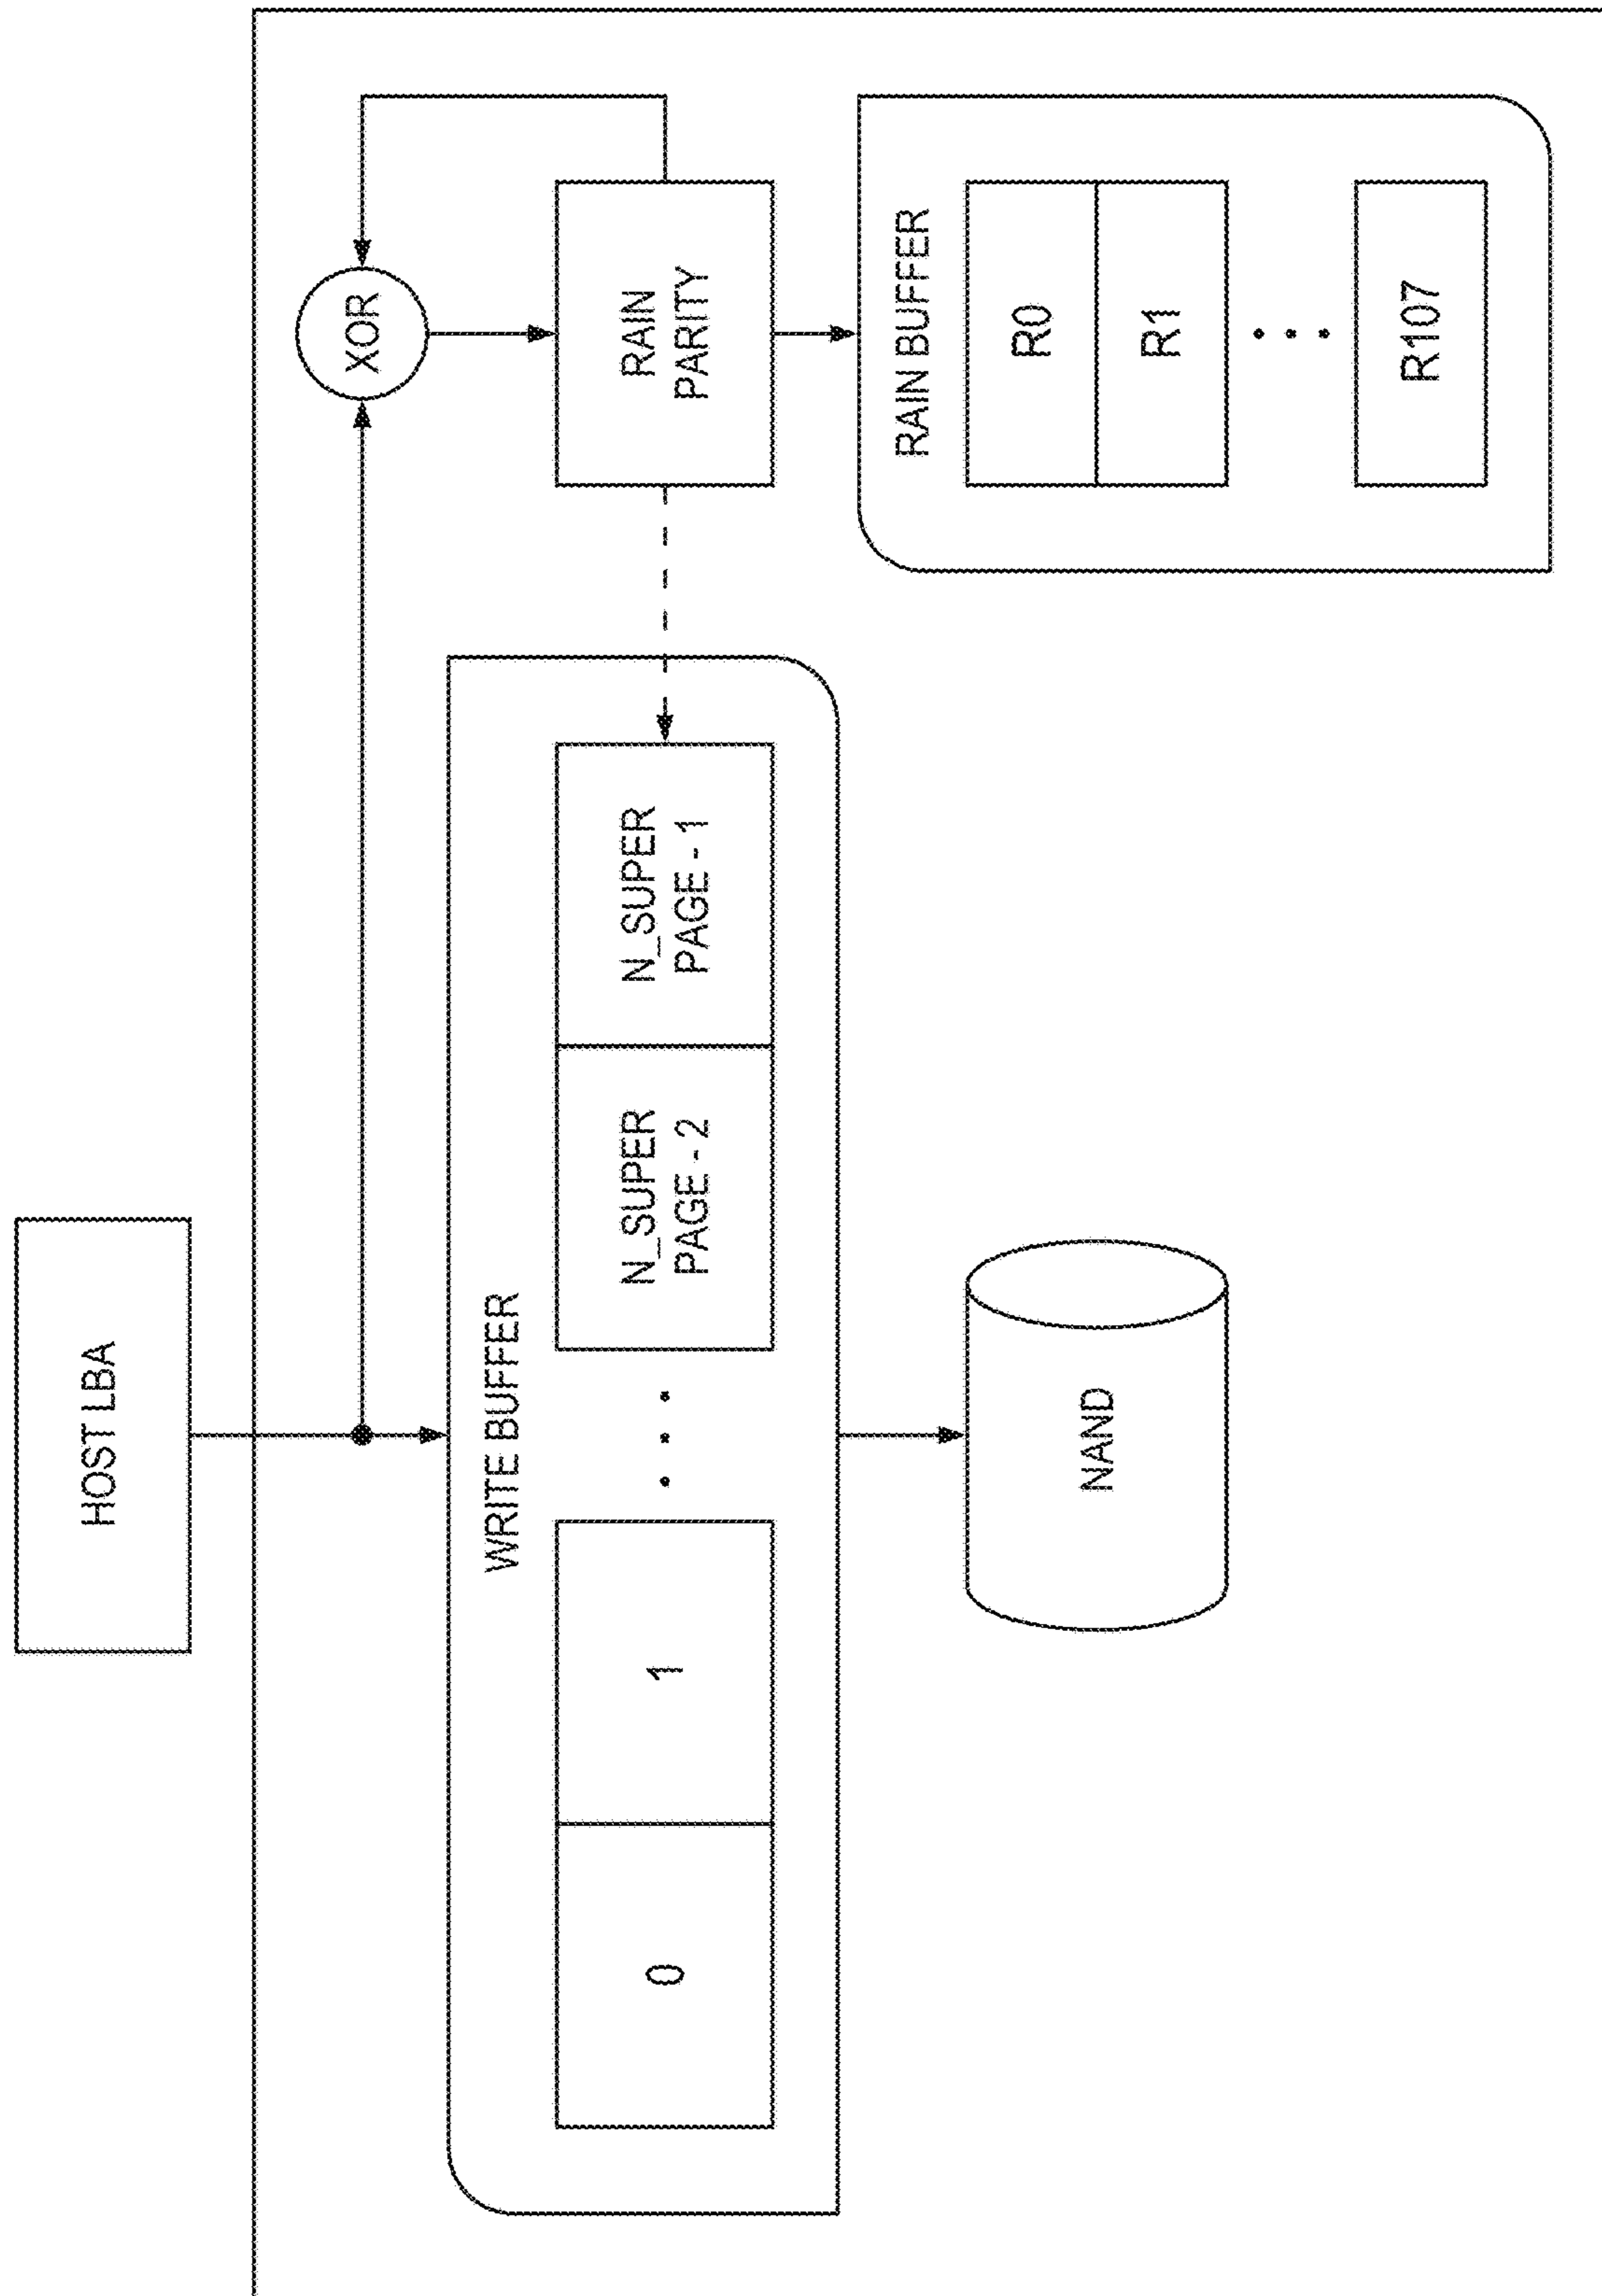 HOST LBA
XOR
WRITE BUFFER
0
1
N_SUPER
PAGE - 2
N_SUPER
PAGE - 1
RAIN
PARITY
NAND
RAIN BUFFER
R0
R1
R107